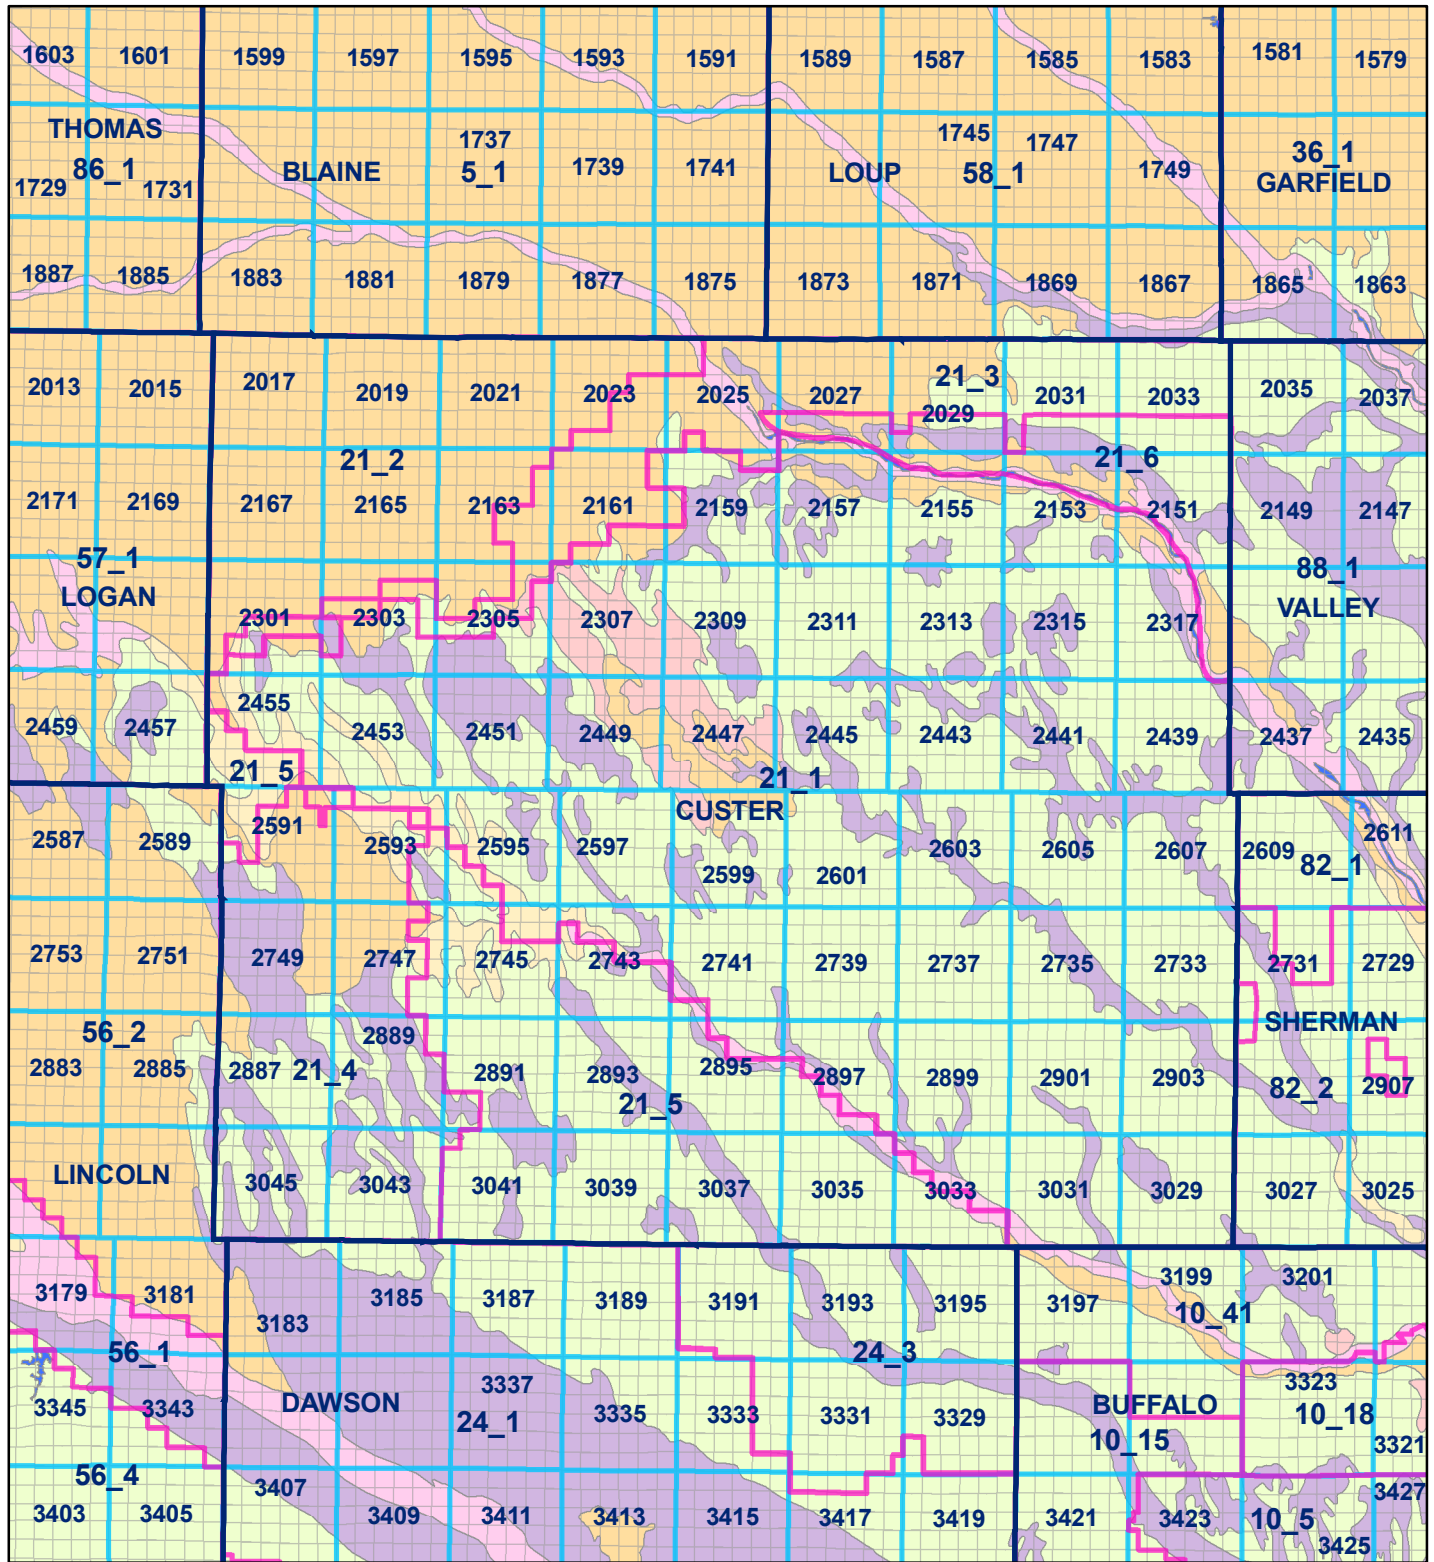 1603 1601 1599 1597 1595 1593 1591 1589 1587 1585 1583 1581 1579
THOMAS 1737 1745 1747
86_1 BLAINE 5_1 1739 1741 LOUP 58_1 1749 36_1
1729 1731 GARFIELD
1887 1885 1883 1881 1879 1877 1875 1873 1871 1869 1867 1865 1863
2013 2015 2017 2019 2021 2023 2025 2027 21_3 2031 2033 2035 2037
2029
21_2 21_6
2171 2169 2167 2165 2163 2161 2159 2157 2155 2153 2151 2149 2147
57_1 88_1
LOGAN VALLEY
2301 2303 2305 2307 2309 2311 2313 2315 2317
2455
2459 2457 2453 2451 2449 2447 2445 2443 2441 2439 2437 2435
21_5 21_1
CUSTER
2587 2589 2591 2593 2595 2597 2599 2601 2603 2605 2607 2609 2611
82_1
2753 2751 2749 2747 2745 2743 2741 2739 2737 2735 2733 2731 2729
56_2 2889 SHERMAN
2883 2885 2887 21_4 2891 2893 2895 2897 2899 2901 2903 82_2 2907
21_5
LINCOLN 3045 3043 3041 3039 3037 3035 3033 3031 3029 3027 3025
3179 3181 3183 3185 3187 3189 3191 3193 3195 3197 3199 3201
10_41
56_1 24_3
3345 3343 DAWSON 3337 24_1 3335 3333 3331 3329 BUFFALO 3323
10_15 10_18
3321
56_4 3407 3427
3403 3405 3409 3411 3413 3415 3417 3419 3421 3423 10_5
3425